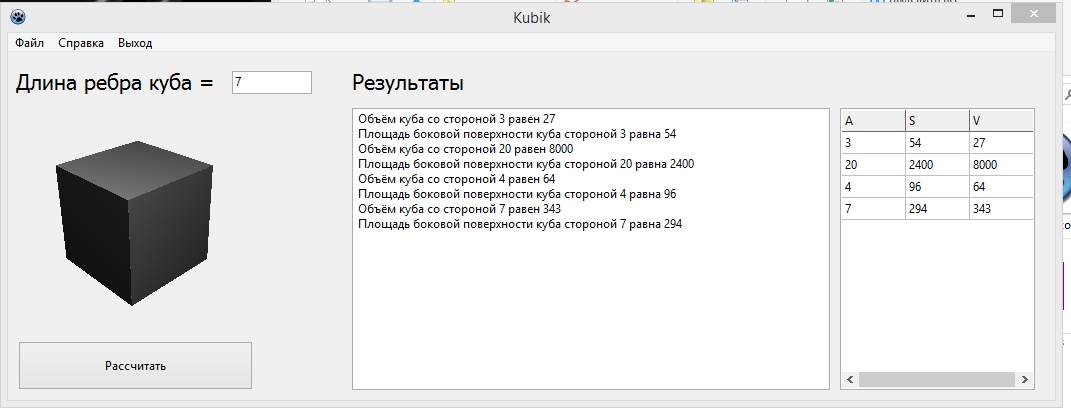 Kubik
Файл Справка Выход
Длина ребра куба = 7
Результаты
Объём куба со стороной 3 равен 27
Площадь боковой поверхности куба стороной 3 равна 54
Объём куба со стороной 20 равен 8000
Площадь боковой поверхности куба стороной 20 равна 2400
Объём куба со стороной 4 равен 64
Площадь боковой поверхности куба стороной 4 равна 96
Объём куба со стороной 7 равен 343
Площадь боковой поверхности куба стороной 7 равна 294
A S V
3 54 27
20 2400 8000
4 96 64
7 294 343
Рассчитать